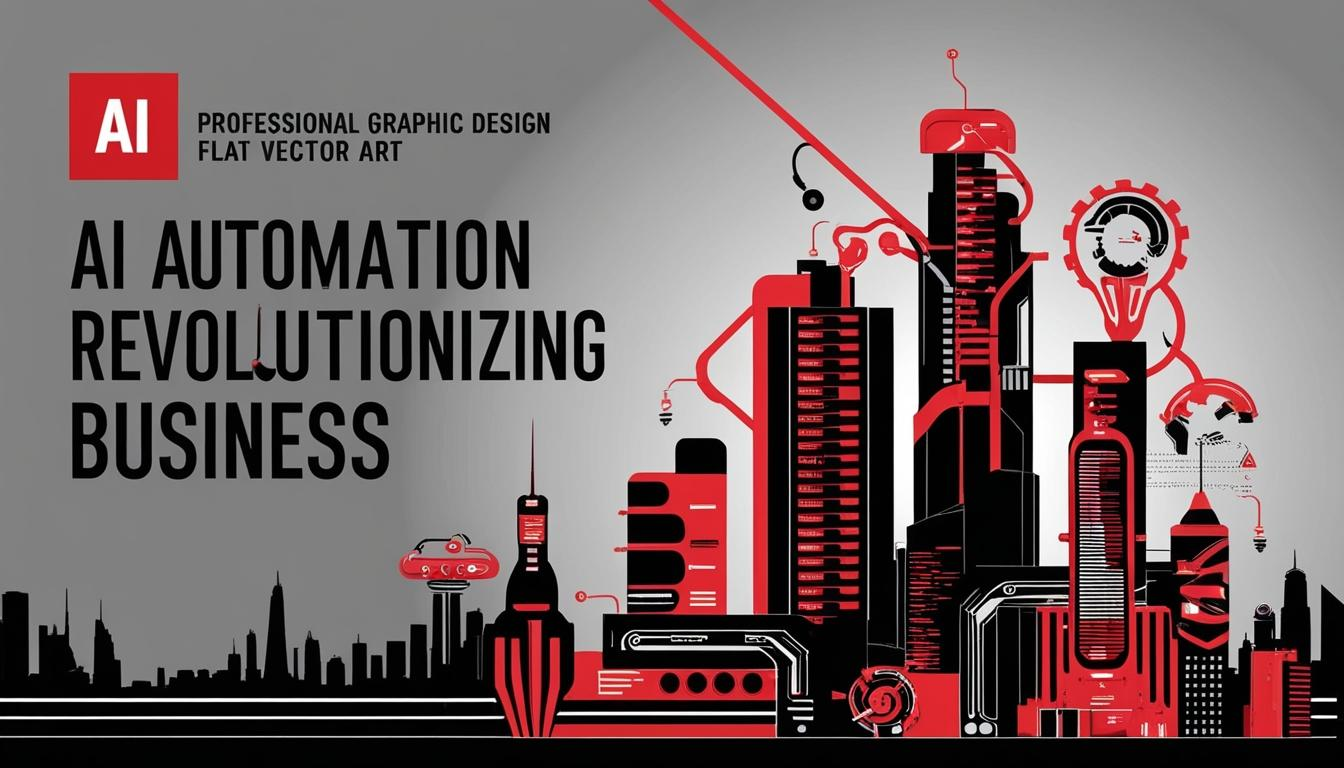 AI
PROFESSIONAL GRAPHIC DESIGN
FLAT VECTOR ART
AI AUTOMATION
REVOLUTIONIZING
BUSINESS